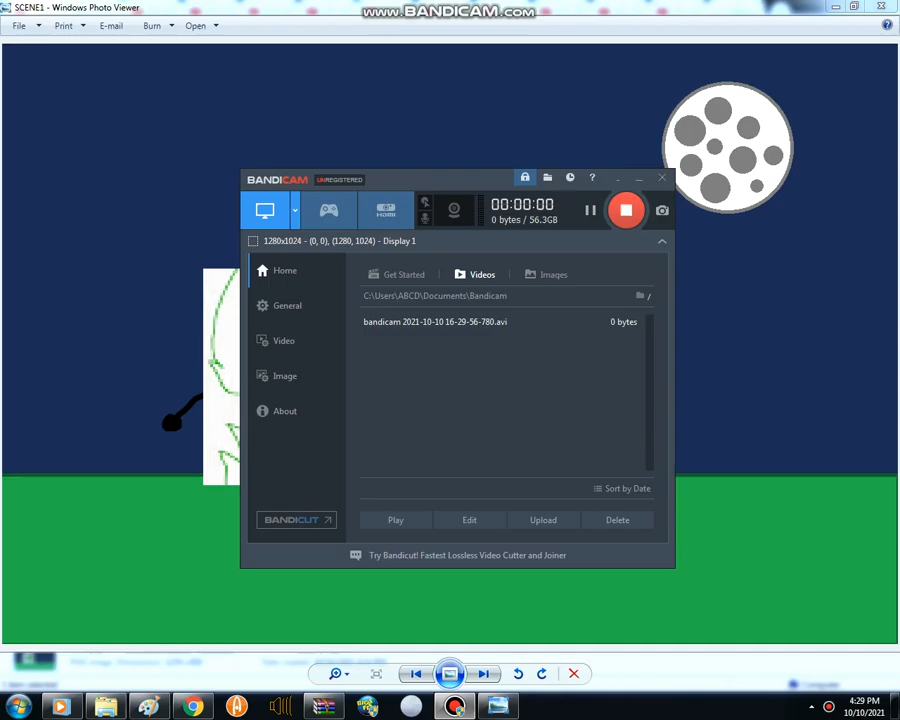 SCENE1 - Windows Photo Viewer
www.BANDICAM.com
File Print E-mail Burn Open
BANDICAM UNREGISTERED
HDMI
00:00:00
0 bytes / 56.3GB
1280x1024 - (0, 0), (1280, 1024) - Display 1
Home
General
Video
Image
About
BANDICUT
Get Started Videos Images
C:\Users\ABCD\Documents\Bandicam
bandicam 2021-10-10 16-29-56-780.avi 0 bytes
Sort by Date
Play Edit Upload Delete
Try Bandicut! Fastest Lossless Video Cutter and Joiner
4:29 PM
10/10/2021